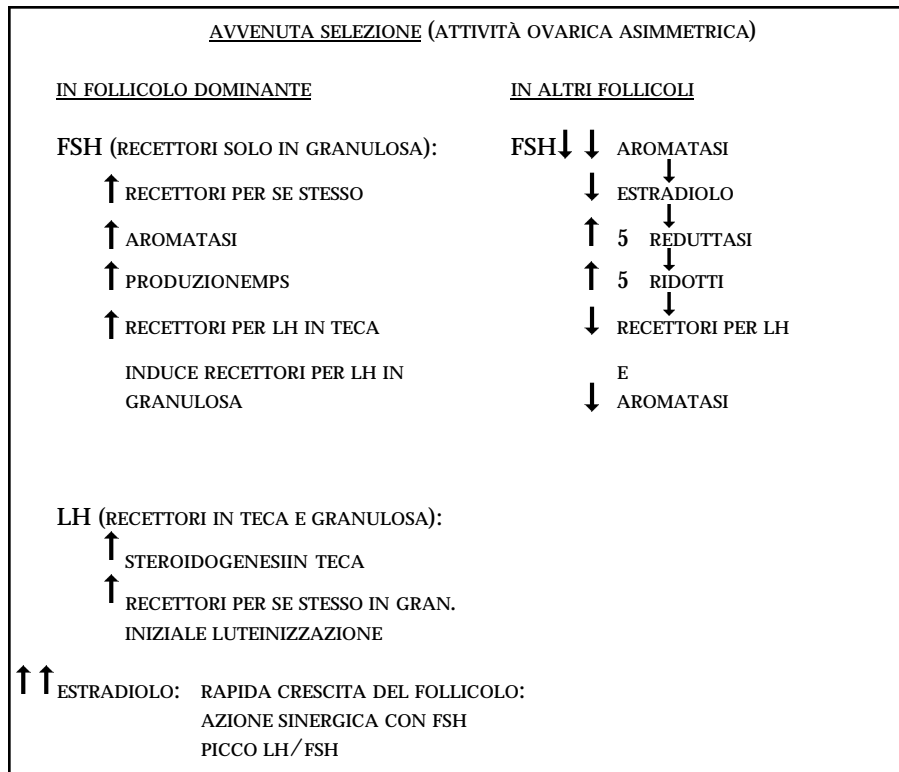 AVVENUTA SELEZIONE (ATTIVITÀ OVARICA ASIMMETRICA)
IN FOLLICOLO DOMINANTE
FSH (RECETTORI SOLO IN GRANULOSA):
↑ RECETTORI PER SE STESSO
↑ AROMATASI
↑ PRODUZIONEMPS
↑ RECETTORI PER LH IN TECA
INDUCE RECETTORI PER LH IN
GRANULOSA
IN ALTRI FOLLICOLI
FSH↓ ↓ AROMATASI
↓ ESTRADIOLO
↑ 5 REDUTTASI
↑ 5 RIDOTTI
↓ RECETTORI PER LH
E
↓ AROMATASI
LH (RECETTORI IN TECA E GRANULOSA):
↑ STEROIDOGENESIIN TECA
↑ RECETTORI PER SE STESSO IN GRAN.
INIZIALE LUTEINIZZAZIONE
↑↑ ESTRADIOLO: RAPIDA CRESCITA DEL FOLLICOLO:
AZIONE SINERGICA CON FSH
PICCO LH/FSH